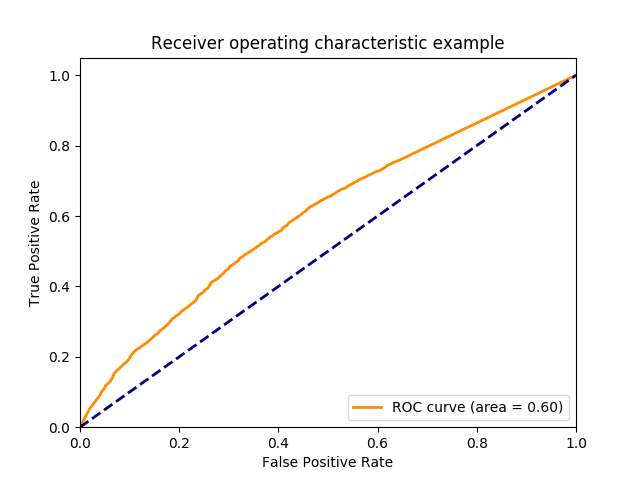 Receiver operating characteristic example
1.0
0.8
0.6
0.4
0.2
0.0
True Positive Rate
ROC curve (area = 0.60)
0.0 0.2 0.4 0.6 0.8 1.0
False Positive Rate